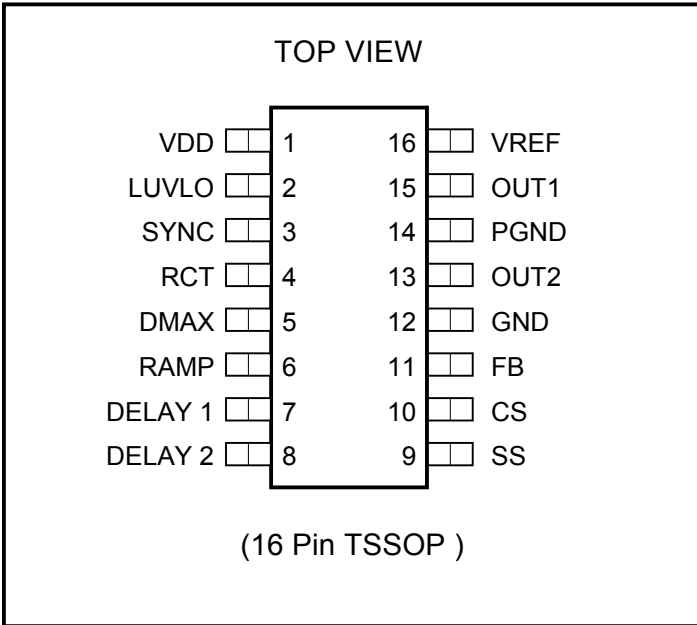 TOP VIEW
VDD 1 16 VREF
LUVLO 2 15 OUT1
SYNC 3 14 PGND
RCT 4 13 OUT2
DMAX 5 12 GND
RAMP 6 11 FB
DELAY 1 7 10 CS
DELAY 2 8 9 SS
(16 Pin TSSOP )